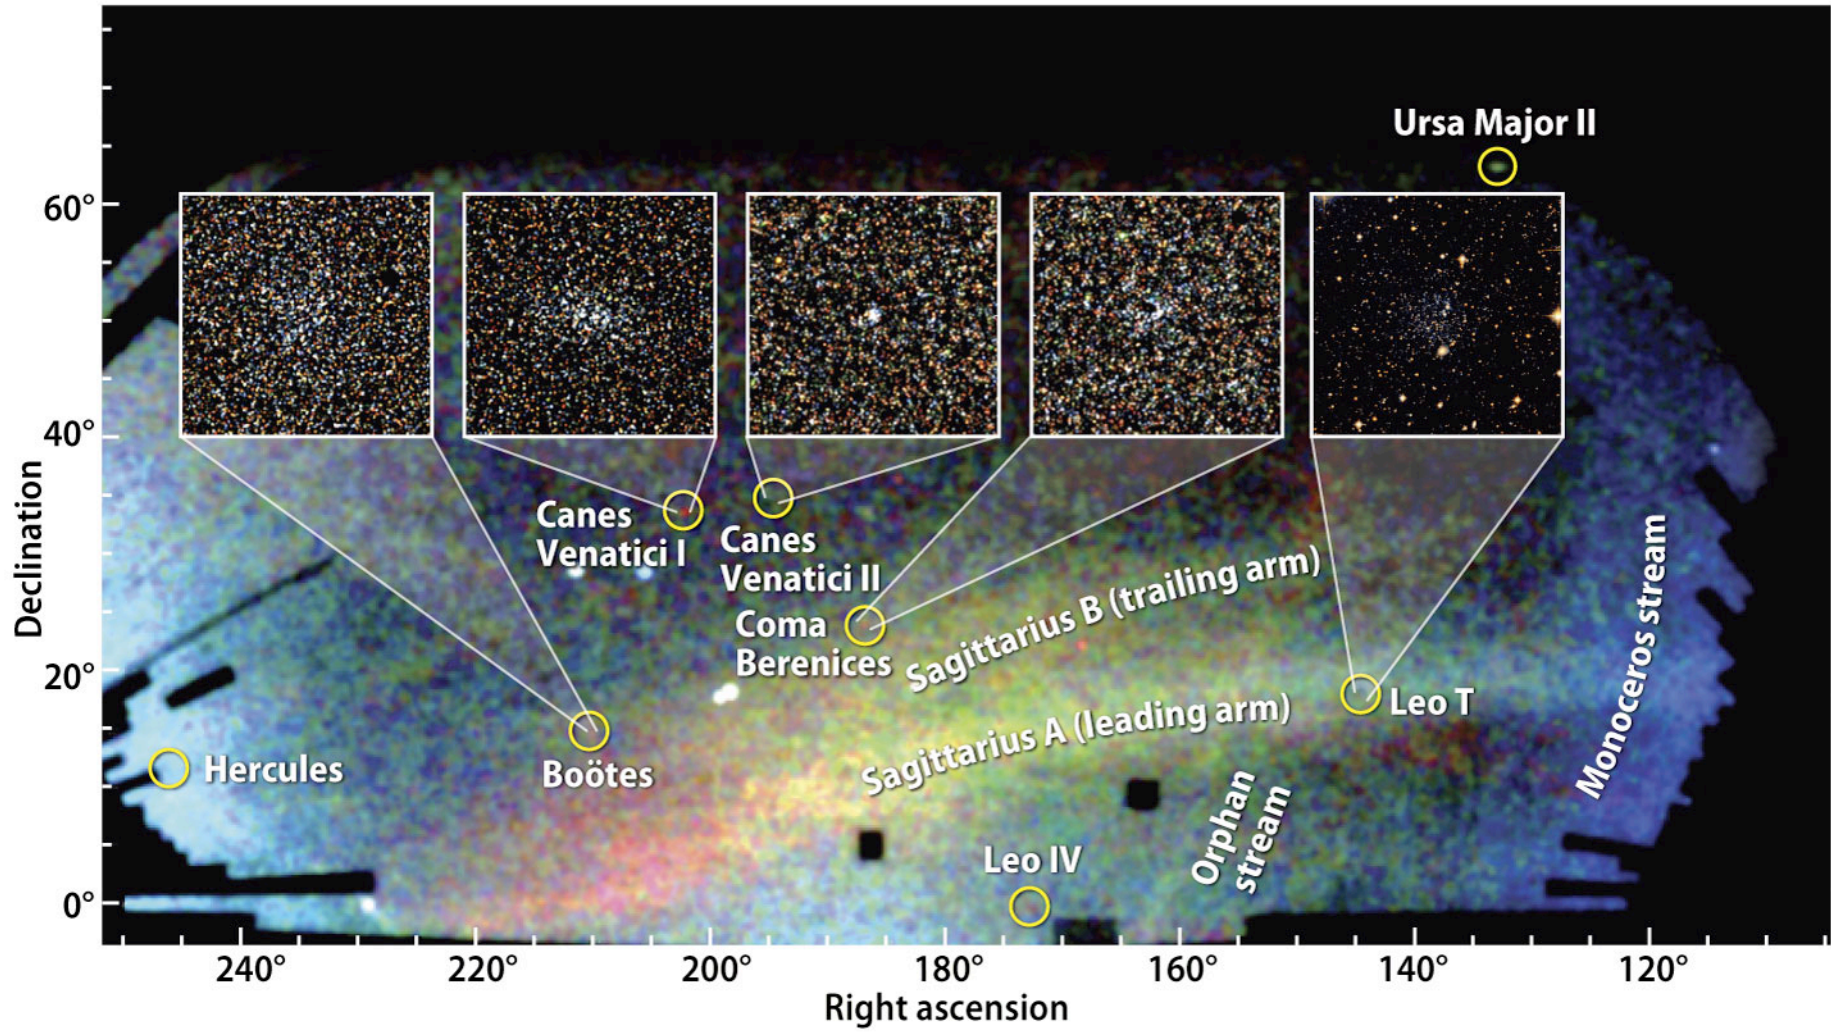 Ursa Major II
60°
40°
20°
0°
Declination
Canes
Venatici I
Canes
Venatici II
Coma
Berenices
Sagittarius B (trailing arm)
Sagittarius A (leading arm)
Leo T
Monoceros stream
Hercules
Boötes
Leo IV
Orphan
stream
240°
220°
200°
180°
160°
140°
120°
Right ascension